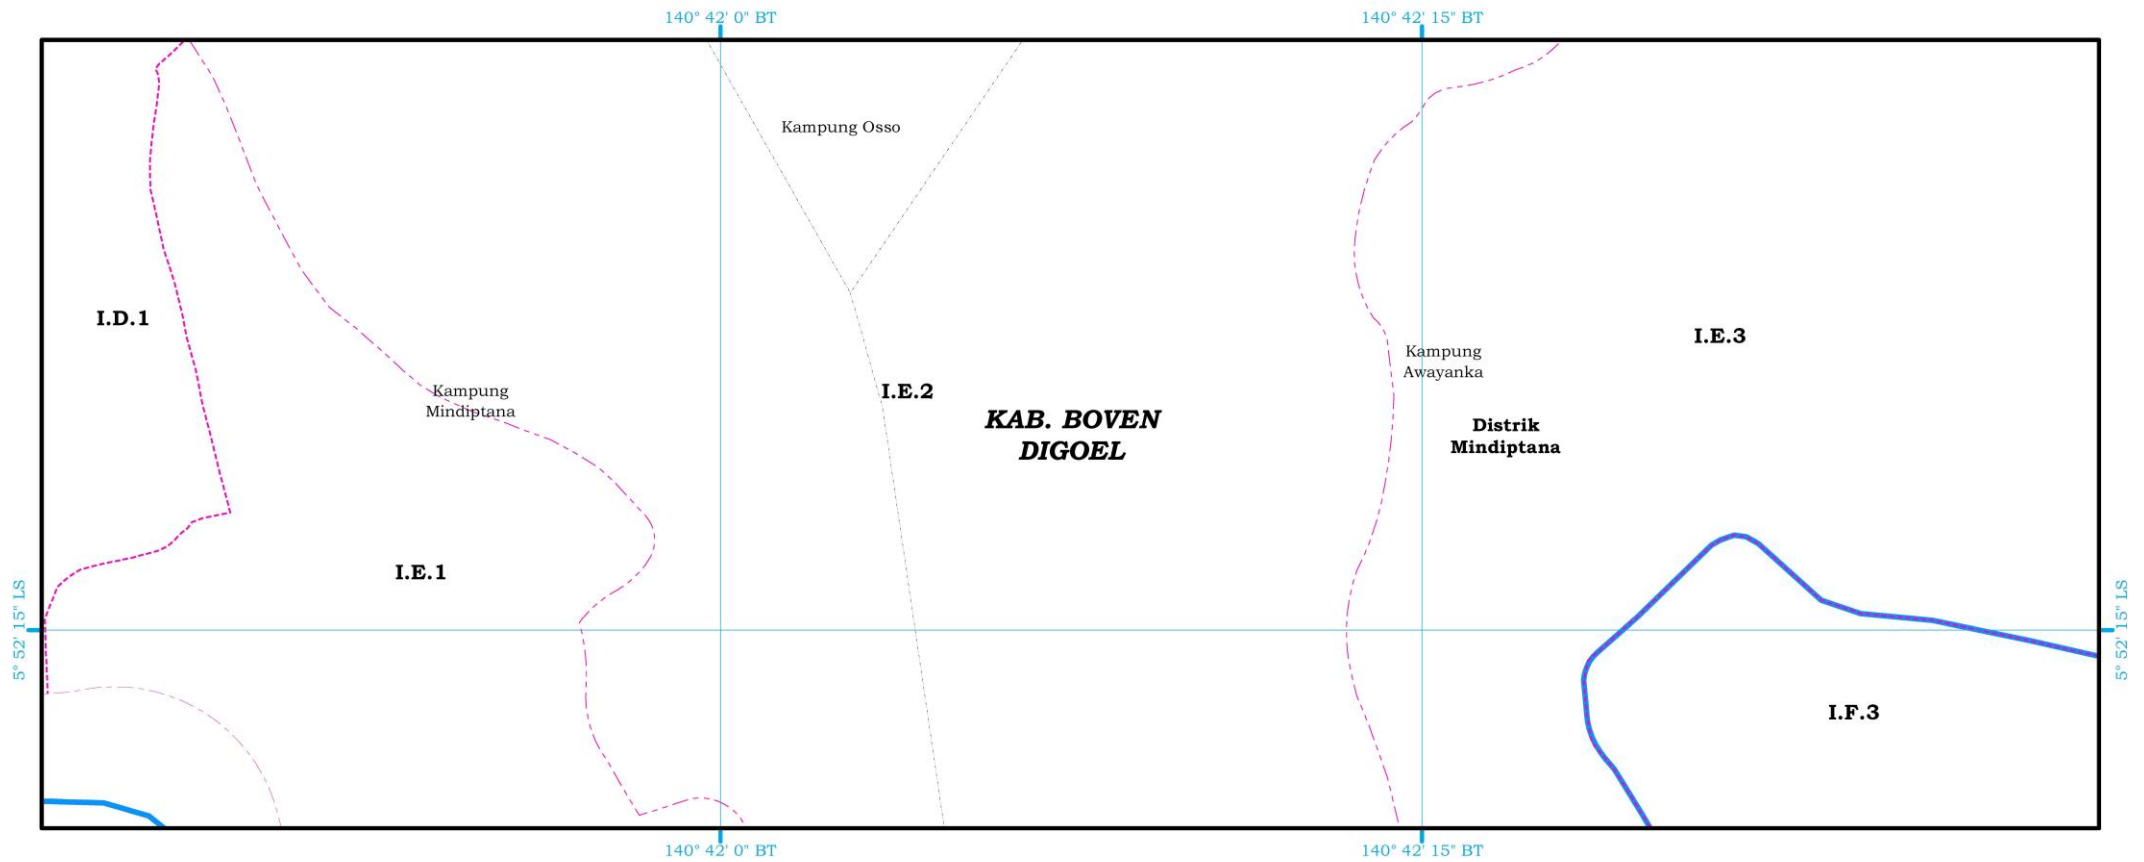 140° 42' 0" BT
140° 42' 15" BT
Kampung Osso
I.D.1
I.E.3
Kampung
Awayanka
Kampung
Mindiptana
I.E.2
KAB. BOVEN
DIGOEL
Distrik
Mindiptana
I.E.1
5° 52' 15" LS
5° 52' 15" LS
I.F.3
140° 42' 0" BT
140° 42' 15" BT